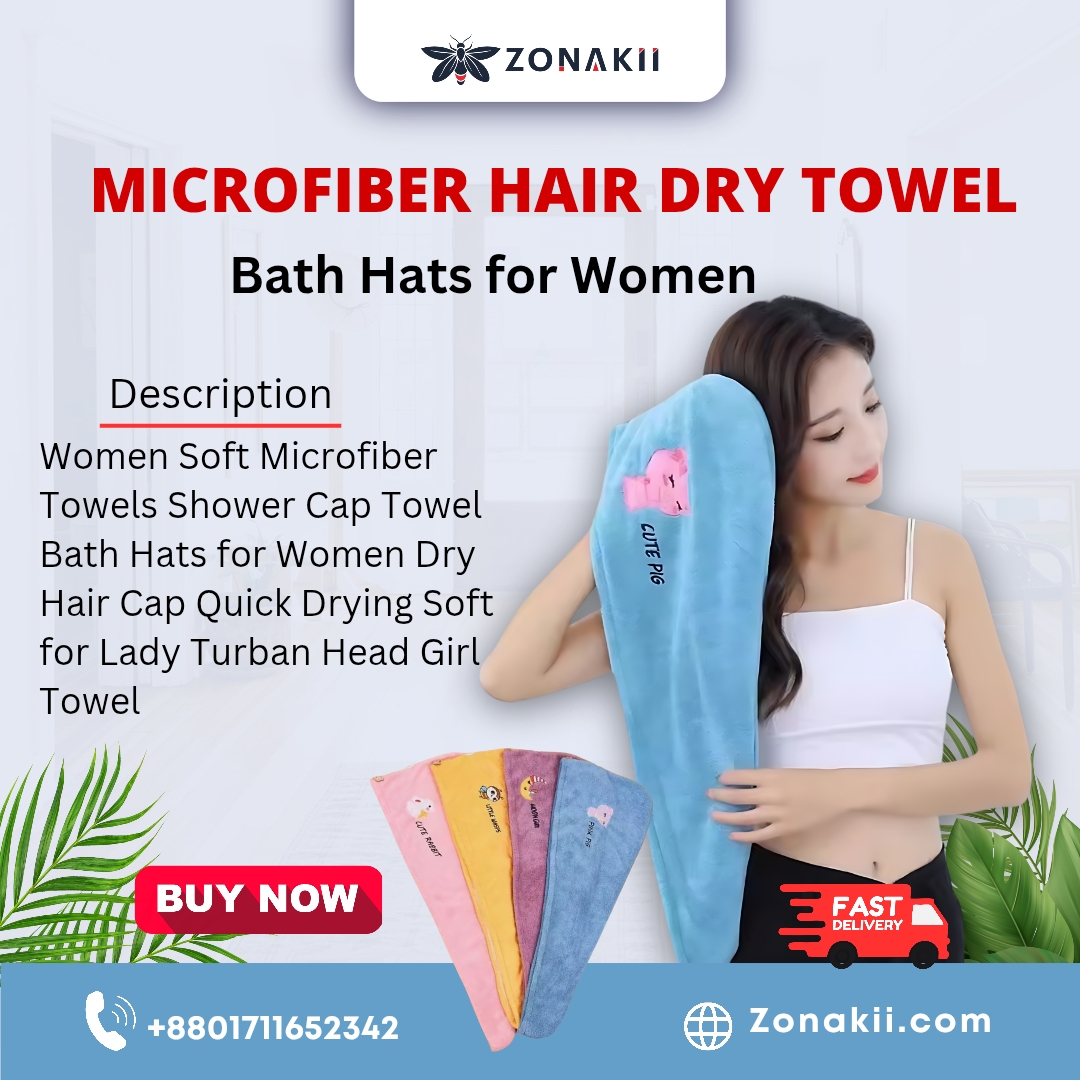 ZONAKII
MICROFIBER HAIR DRY TOWEL
Bath Hats for Women
Description
Women Soft Microfiber
Towels Shower Cap Towel
Bath Hats for Women Dry
Hair Cap Quick Drying Soft
for Lady Turban Head Girl
Towel
CUTE PIG
CUTE RABBIT
PINK PIG
BUY NOW
FAST
DELIVERY
+8801711652342
Zonakii.com